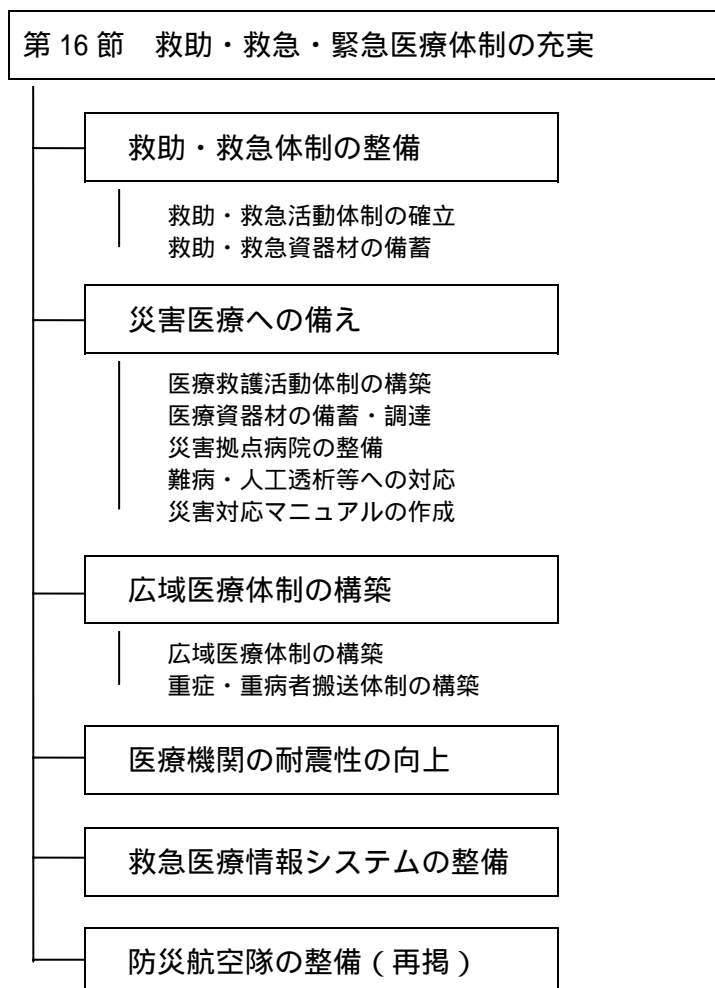 第 16 節　救助・救急・緊急医療体制の充実
救助・救急体制の整備
救助・救急活動体制の確立
救助・救急資器材の備蓄
災害医療への備え
医療救護活動体制の構築
医療資器材の備蓄・調達
災害拠点病院の整備
難病・人工透析等への対応
災害対応マニュアルの作成
広域医療体制の構築
広域医療体制の構築
重症・重病者搬送体制の構築
医療機関の耐震性の向上
救急医療情報システムの整備
防災航空隊の整備（再掲）